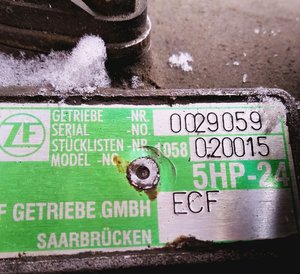 ZF
GETRIEBE -NR. 0029059
SERIAL -NO.
STÜCKLISTEN-NR. 1058 020015
MODEL -NO.
5HP-24
ECF
F GETRIEBE GMBH
SAARBRÜCKEN